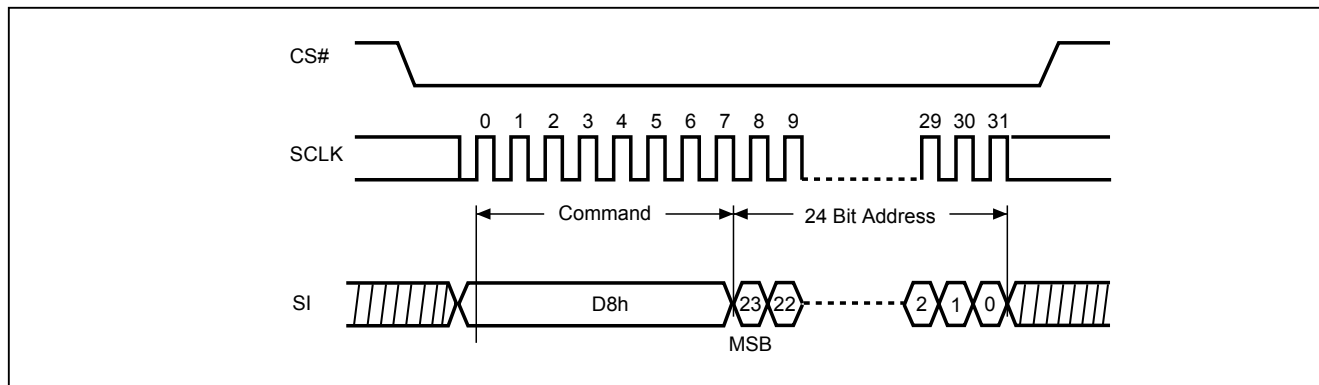 CS#
0 1 2 3 4 5 6 7 8 9 29 30 31
SCLK
Command 24 Bit Address
SI D8h 23 22 2 1 0
MSB